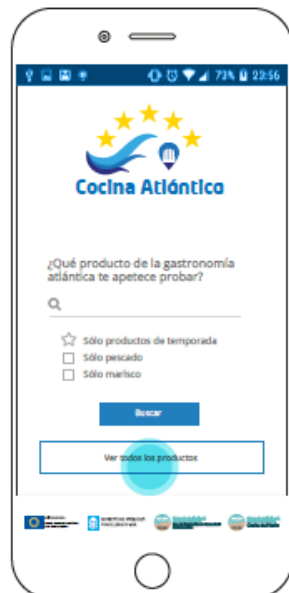 73% 23:56
Cocina Atlántica
¿Qué producto de la gastronomía
atlántica te apetece probar?
Sólo productos de temporada
Sólo pescado
Sólo marisco
Buscar
Ver todos los productos